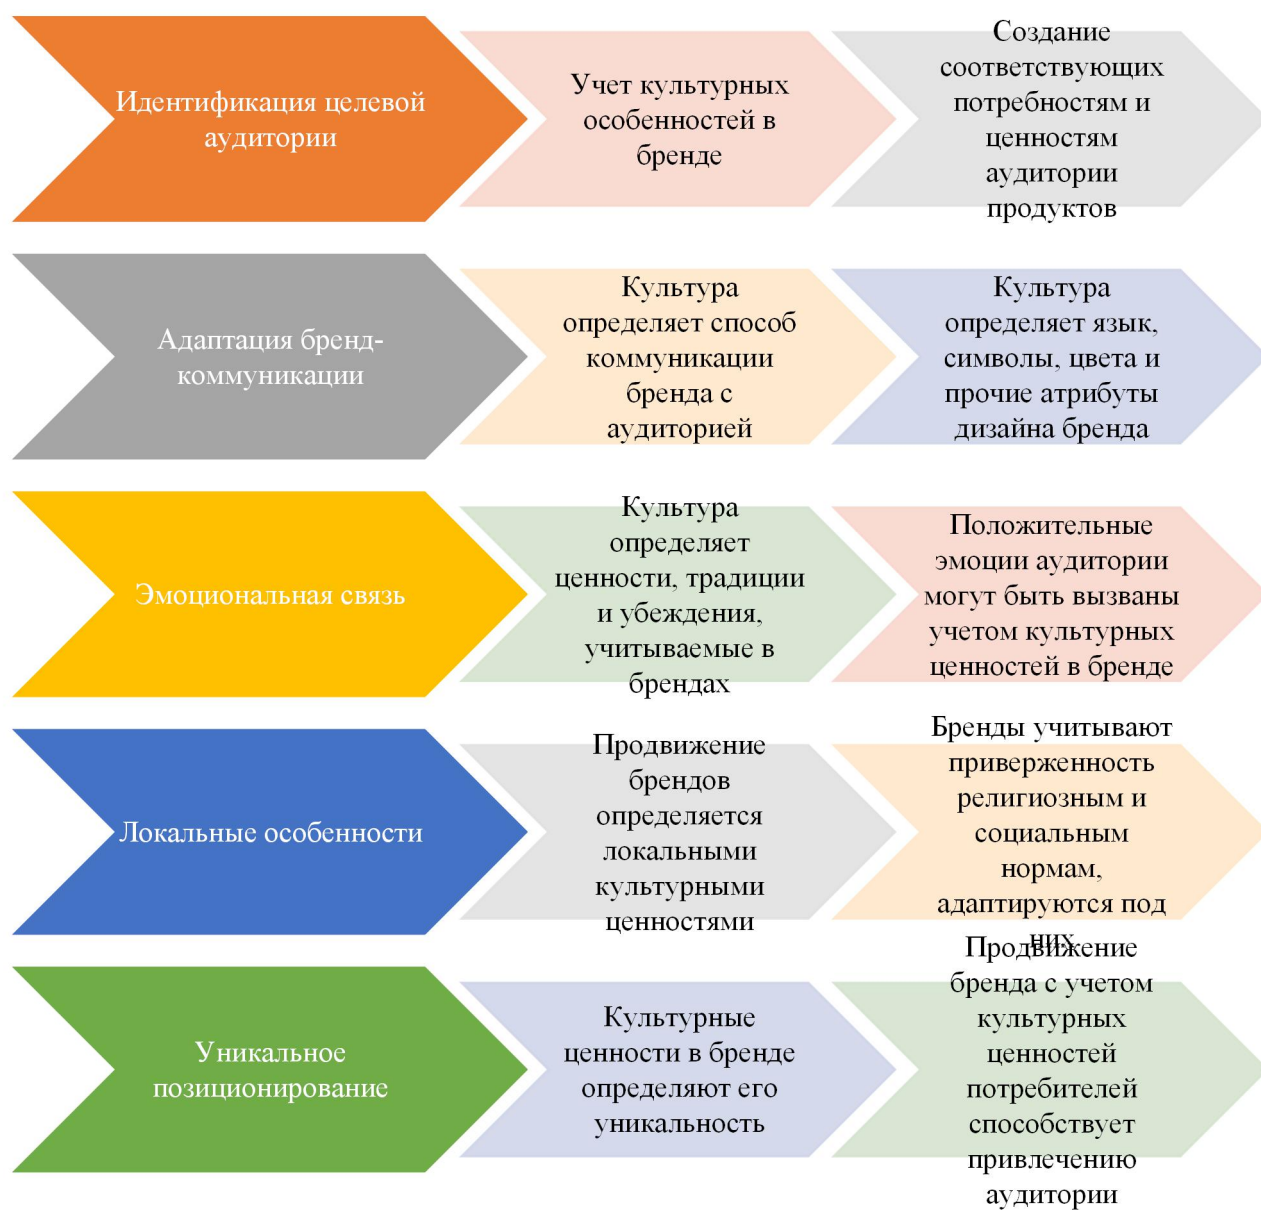 Идентификация целевой
аудитории
Учет культурных
особенностей в
бренде
Создание
соответствующих
потребностям и
ценностям
аудитории
продуктов
Адаптация бренд-
коммуникации
Культура
определяет способ
коммуникации
бренда с
аудиторией
Культура
определяет язык,
символы, цвета и
прочие атрибуты
дизайна бренда
Эмоциональная связь
Культура
определяет
ценности, традиции
и убеждения,
учитываемые в
брендах
Положительные
эмоции аудитории
могут быть вызваны
учетом культурных
ценностей в бренде
Локальные особенности
Продвижение
брендов
определяется
локальными
культурными
ценностями
Бренды учитывают
приверженность
религиозным и
социальным
нормам,
адаптируются под
них
Уникальное
позиционирование
Культурные
ценности в бренде
определяют его
уникальность
Продвижение
бренда с учетом
культурных
ценностей
потребителей
способствует
привлечению
аудитории